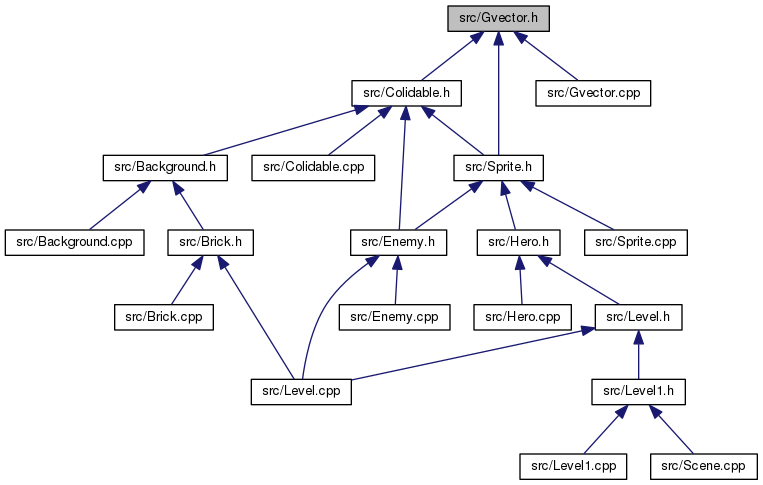 src/Gvector.h
src/Colidable.h
src/Gvector.cpp
src/Background.h
src/Colidable.cpp
src/Sprite.h
src/Background.cpp
src/Brick.h
src/Enemy.h
src/Hero.h
src/Sprite.cpp
src/Brick.cpp
src/Enemy.cpp
src/Hero.cpp
src/Level.h
src/Level.cpp
src/Level1.h
src/Level1.cpp
src/Scene.cpp